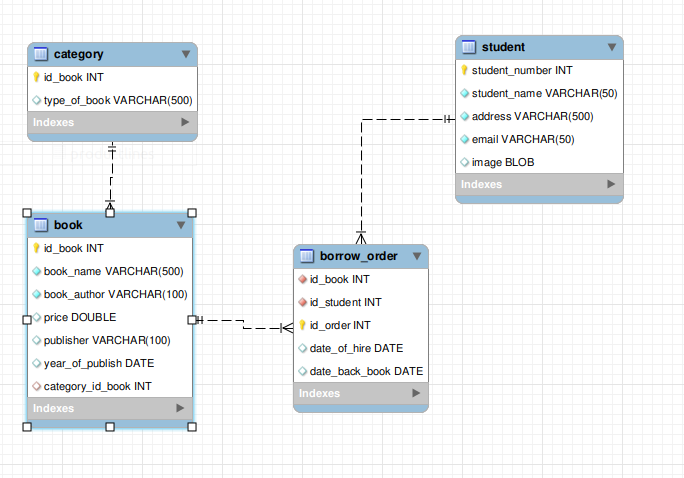 category
id_book INT
type_of_book VARCHAR(500)
Indexes
student
student_number INT
student_name VARCHAR(50)
address VARCHAR(500)
email VARCHAR(50)
image BLOB
Indexes
book
id_book INT
book_name VARCHAR(500)
book_author VARCHAR(100)
price DOUBLE
publisher VARCHAR(100)
year_of_publish DATE
category_id_book INT
Indexes
borrow_order
id_book INT
id_student INT
id_order INT
date_of_hire DATE
date_back_book DATE
Indexes